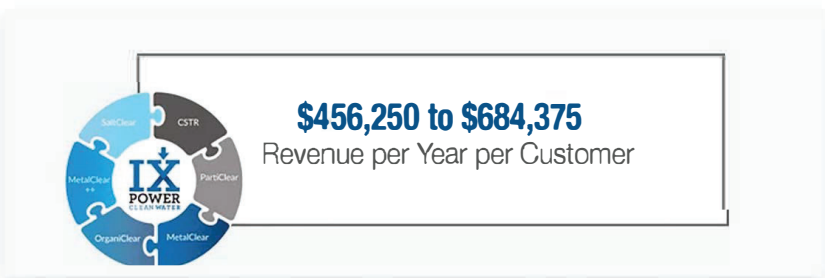 $456,250 to $684,375
Revenue per Year per Customer
SaltClear
CSTR
MetalClear
++
PartiClear
IX
POWER
CLEAN WATER
OrganiClear
MetalClear